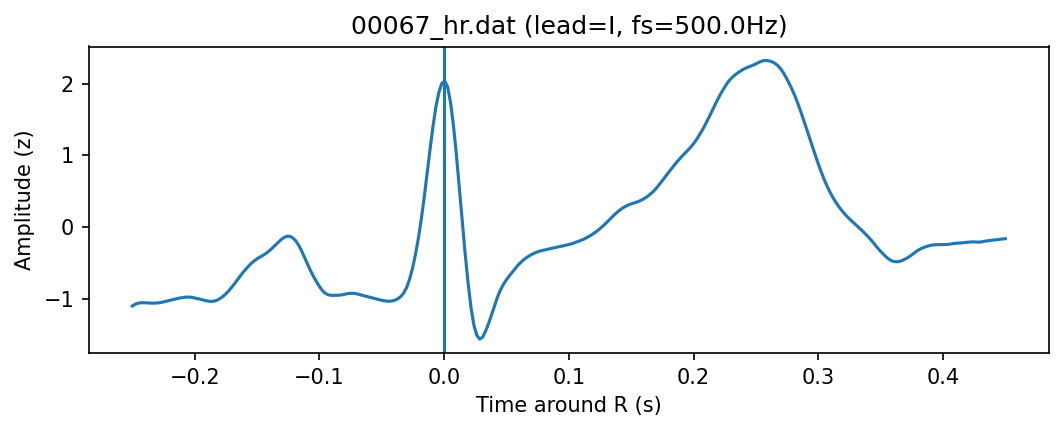 00067_hr.dat (lead=I, fs=500.0Hz)
Amplitude (z)
2
1
0
−1
−0.2 −0.1 0.0 0.1 0.2 0.3 0.4
Time around R (s)